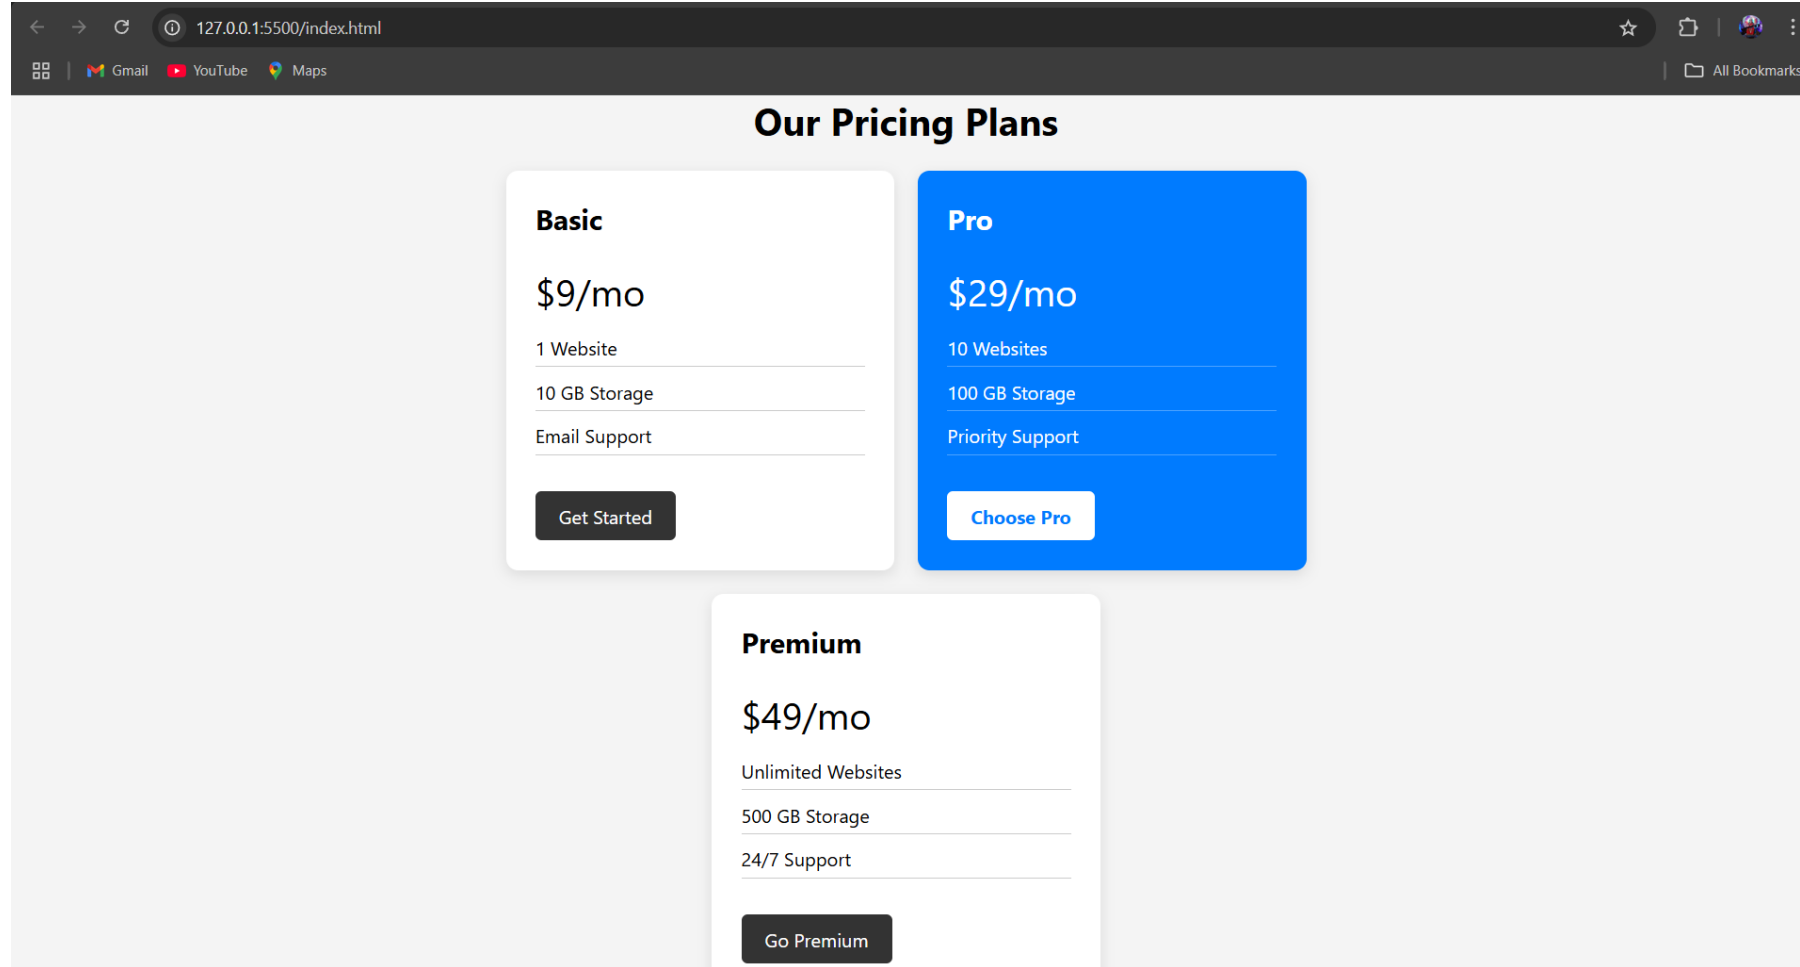 127.0.0.1:5500/index.html
Gmail YouTube Maps All Bookmarks
Our Pricing Plans
Basic
$9/mo
1 Website
10 GB Storage
Email Support
Get Started
Pro
$29/mo
10 Websites
100 GB Storage
Priority Support
Choose Pro
Premium
$49/mo
Unlimited Websites
500 GB Storage
24/7 Support
Go Premium